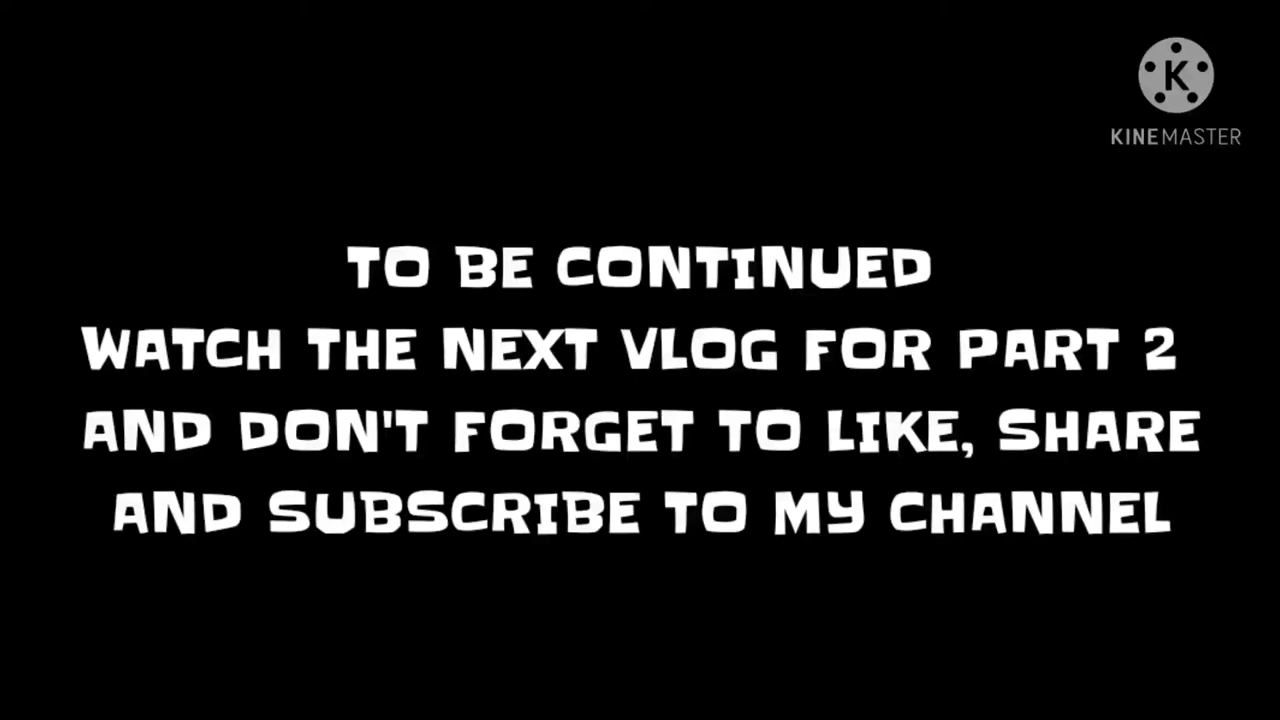 K
KINEMASTER
TO BE CONTINUED
WATCH THE NEXT VLOG FOR PART 2
AND DON'T FORGET TO LIKE, SHARE
AND SUBSCRIBE TO MY CHANNEL